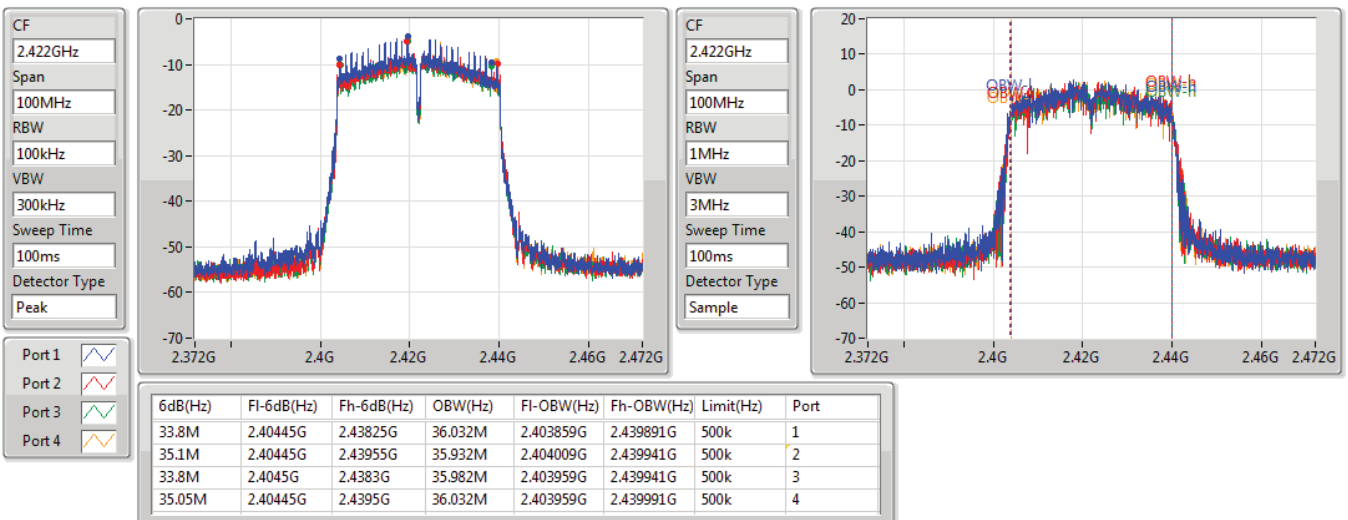 CF
2.422GHz
Span
100MHz
RBW
100kHz
VBW
300kHz
Sweep Time
100ms
Detector Type
Peak
0
-10
-20
-30
-40
-50
-60
-70
2.372G 2.4G 2.42G 2.44G 2.46G 2.472G
CF
2.422GHz
Span
100MHz
RBW
1MHz
VBW
3MHz
Sweep Time
100ms
Detector Type
Sample
20
10
0
-10
-20
-30
-40
-50
-60
-70
OBW-h
2.372G 2.4G 2.42G 2.44G 2.46G 2.472G
Port 1
Port 2
Port 3
Port 4
6dB(Hz) Fl-6dB(Hz) Fh-6dB(Hz) OBW(Hz) Fl-OBW(Hz) Fh-OBW(Hz) Limit(Hz) Port
33.8M 2.40445G 2.43825G 36.032M 2.403859G 2.439891G 500k 1
35.1M 2.40445G 2.43955G 35.932M 2.404009G 2.439941G 500k 2
33.8M 2.4045G 2.4383G 35.982M 2.403959G 2.439941G 500k 3
35.05M 2.40445G 2.4395G 36.032M 2.403959G 2.439991G 500k 4